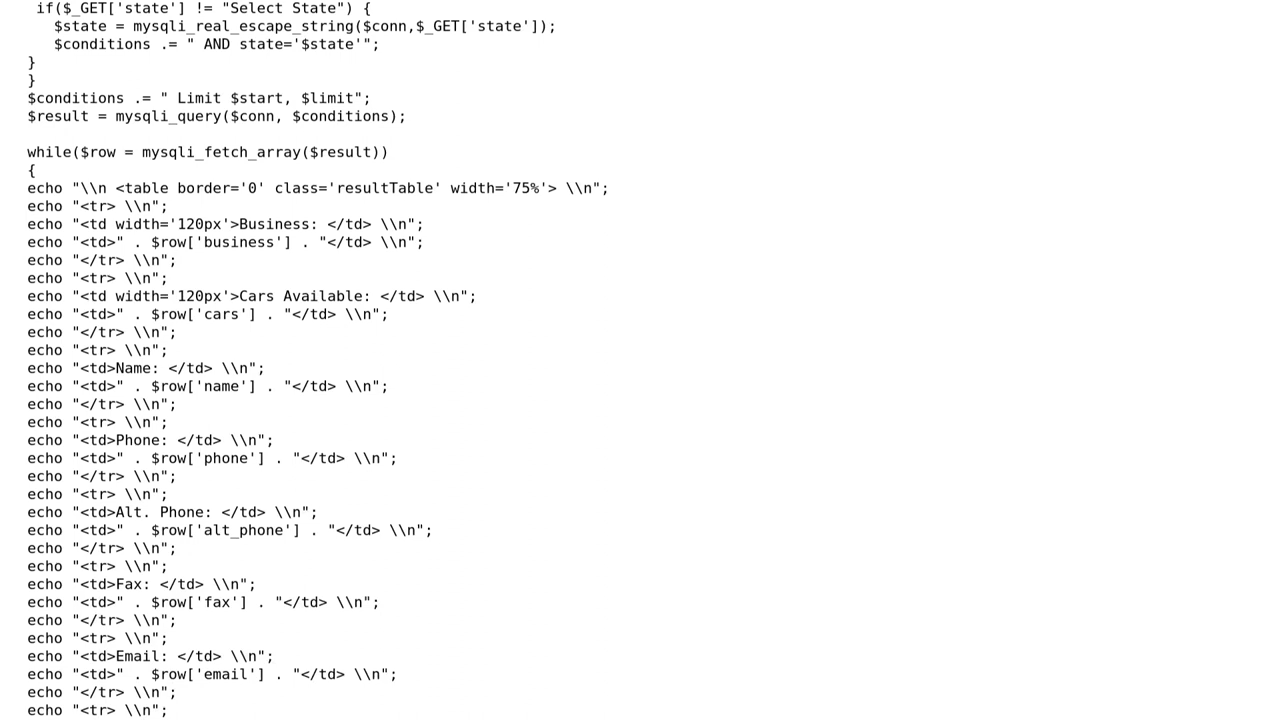 if($_GET['state'] != "Select State") {
$state = mysqli_real_escape_string($conn,$_GET['state']);
$conditions .= " AND state='$state'";
}
}
$conditions .= " Limit $start, $limit";
$result = mysqli_query($conn, $conditions);
while($row = mysqli_fetch_array($result))
{
echo "\\n <table border='0' class='resultTable' width='75%'> \\n";
echo "<tr> \\n";
echo "<td width='120px'>Business: </td> \\n";
echo "<td>" . $row['business'] . "</td> \\n";
echo "</tr> \\n";
echo "<tr> \\n";
echo "<td width='120px'>Cars Available: </td> \\n";
echo "<td>" . $row['cars'] . "</td> \\n";
echo "</tr> \\n";
echo "<tr> \\n";
echo "<td>Name: </td> \\n";
echo "<td>" . $row['name'] . "</td> \\n";
echo "</tr> \\n";
echo "<tr> \\n";
echo "<td>Phone: </td> \\n";
echo "<td>" . $row['phone'] . "</td> \\n";
echo "</tr> \\n";
echo "<tr> \\n";
echo "<td>Alt. Phone: </td> \\n";
echo "<td>" . $row['alt_phone'] . "</td> \\n";
echo "</tr> \\n";
echo "<tr> \\n";
echo "<td>Fax: </td> \\n";
echo "<td>" . $row['fax'] . "</td> \\n";
echo "</tr> \\n";
echo "<tr> \\n";
echo "<td>Email: </td> \\n";
echo "<td>" . $row['email'] . "</td> \\n";
echo "</tr> \\n";
echo "<tr> \\n";